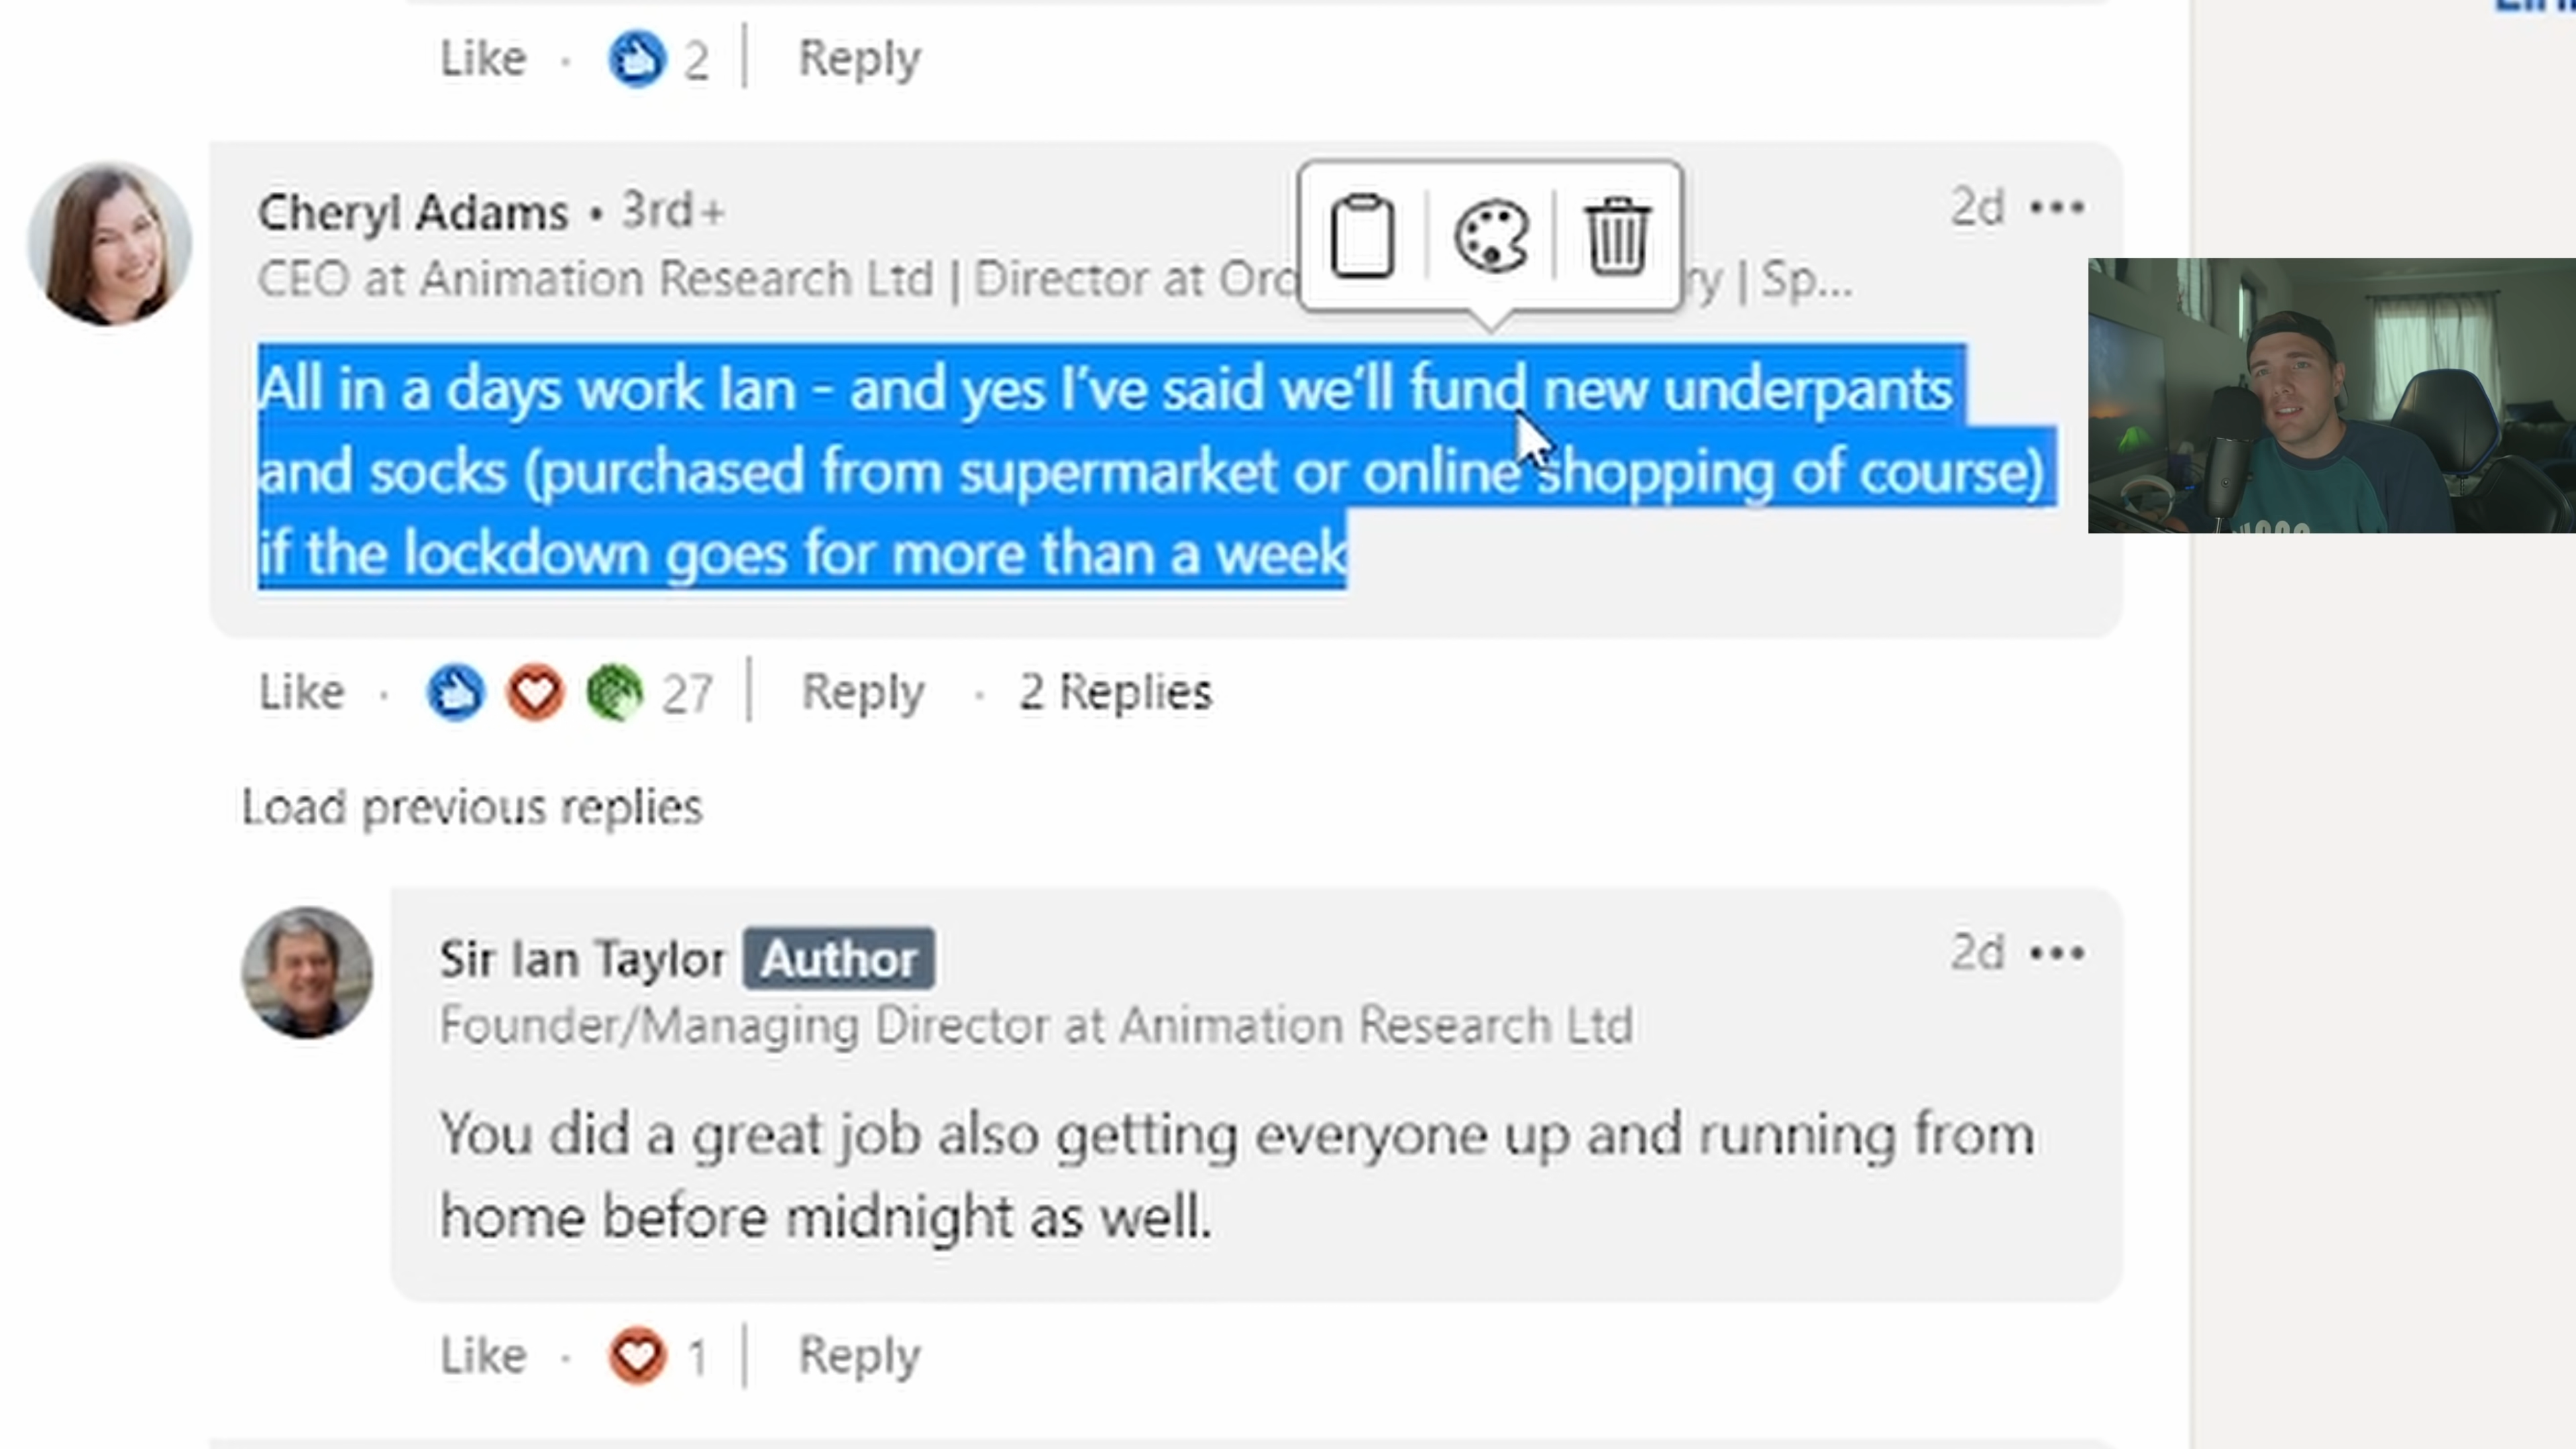 Like · 2 | Reply
Cheryl Adams • 3rd+
2d •••
CEO at Animation Research Ltd | Director at | Sp...
All in a days work Ian - and yes I've said we'll fund new underpants
and socks (purchased from supermarket or online shopping of course)
if the lockdown goes for more than a week
Like · 27 | Reply · 2 Replies
Load previous replies
Sir Ian Taylor Author
2d •••
Founder/Managing Director at Animation Research Ltd
You did a great job also getting everyone up and running from
home before midnight as well.
Like · 1 | Reply